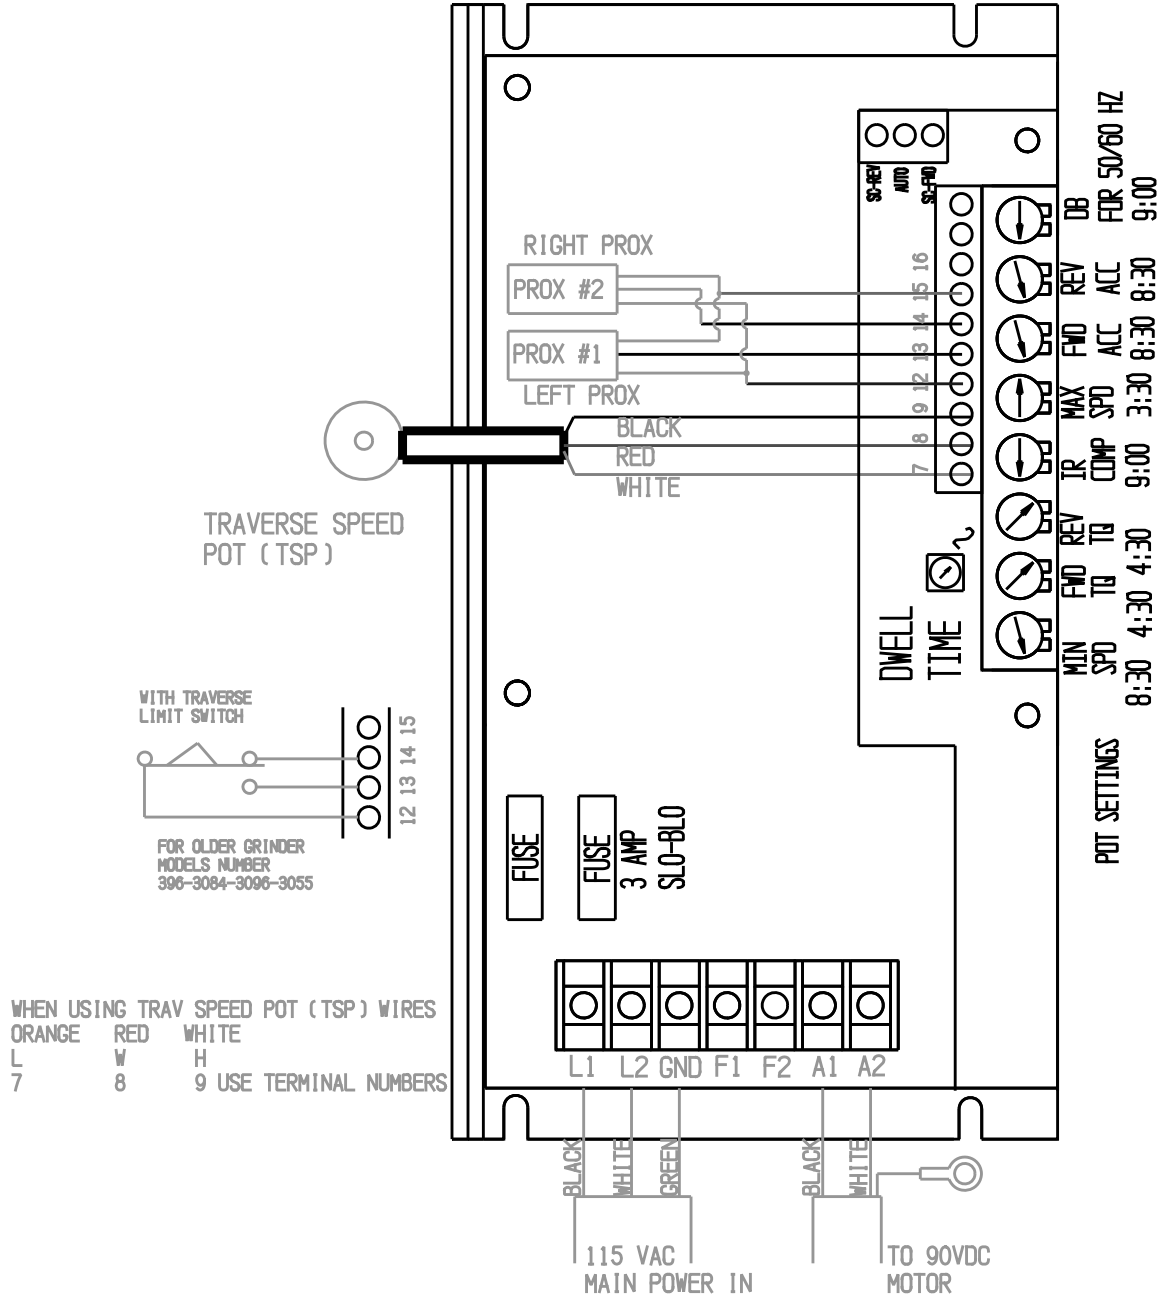 SC-REV
AUTO
SC-FWD
DB
FOR 50/60 HZ
9:00
REV
ACC
8:30
FWD
ACC
8:30
MAX
SPD
3:30
IR
COMP
9:00
REV
TQ
4:30
FWD
TQ
4:30
MIN
SPD
8:30
POT SETTINGS
16
15
14
13
12
9
8
7
RIGHT PROX
PROX #2
PROX #1
LEFT PROX
BLACK
RED
WHITE
TRAVERSE SPEED
POT (TSP)
DWELL
TIME
WITH TRAVERSE
LIMIT SWITCH
15
14
13
12
FOR OLDER GRINDER
MODELS NUMBER
396-3084-3096-3055
FUSE
FUSE
3 AMP
SLO-BLO
WHEN USING TRAV SPEED POT (TSP) WIRES
ORANGE RED WHITE
L W H
7 8 9 USE TERMINAL NUMBERS
L1 L2 GND F1 F2 A1 A2
BLACK
WHITE
GREEN
BLACK
WHITE
115 VAC
MAIN POWER IN
TO 90VDC
MOTOR